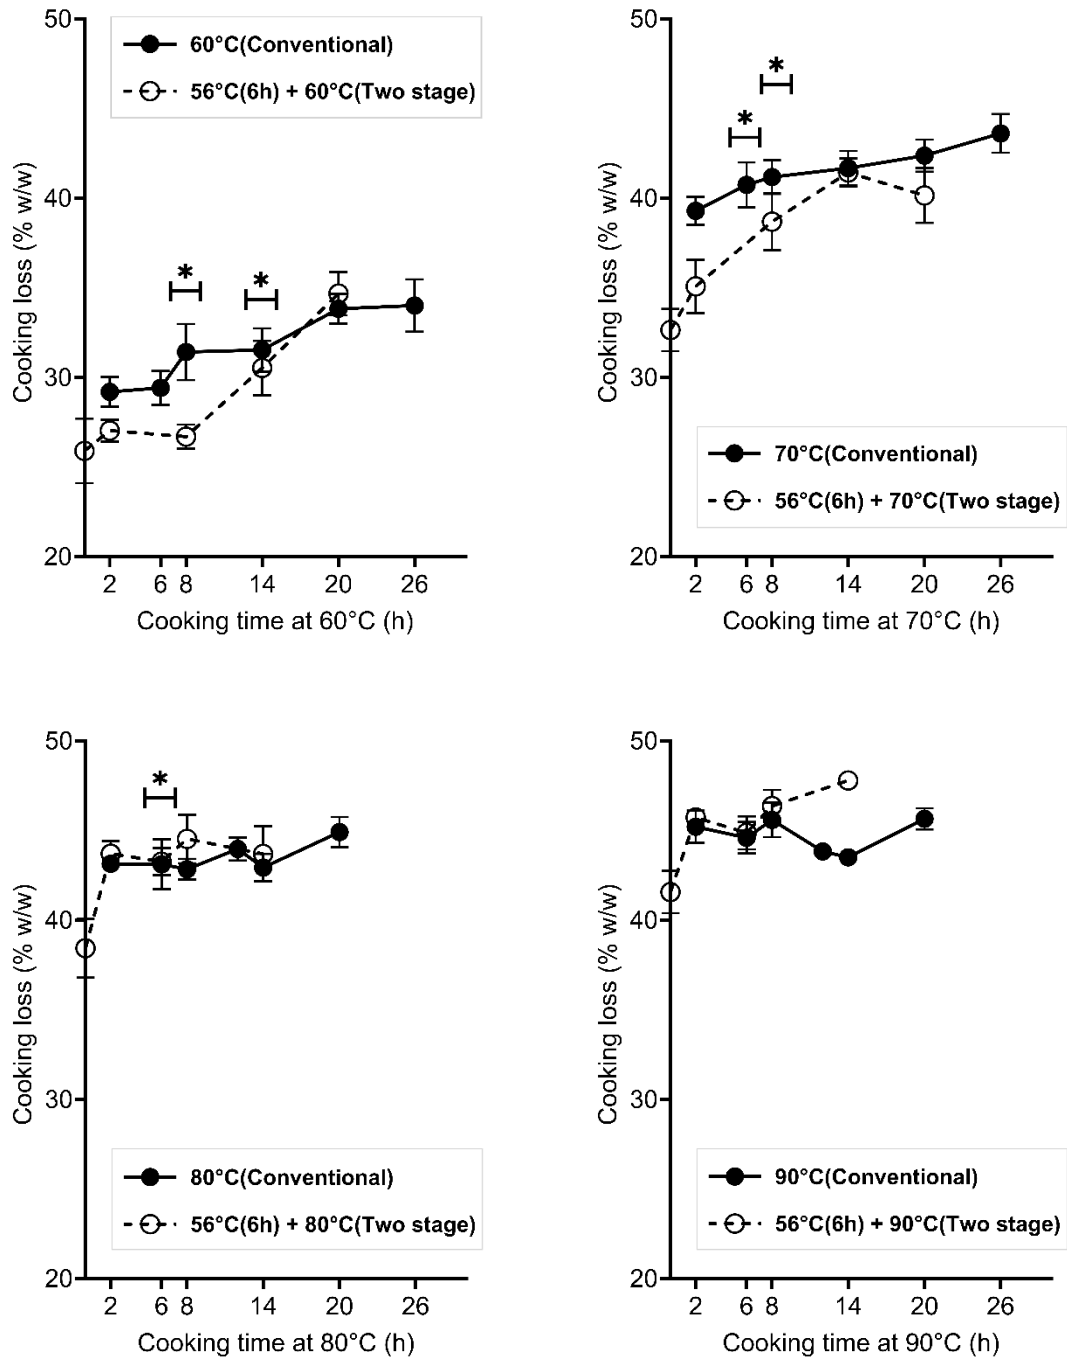 50
60°C(Conventional)
56°C(6h) + 60°C(Two stage)
40
*
*
30
20
2 6 8 14 20 26
Cooking loss (% w/w)
Cooking time at 60°C (h)
50
*
*
40
30
70°C(Conventional)
56°C(6h) + 70°C(Two stage)
20
2 6 8 14 20 26
Cooking loss (% w/w)
Cooking time at 70°C (h)
50
*
40
30
80°C(Conventional)
56°C(6h) + 80°C(Two stage)
20
2 6 8 14 20 26
Cooking loss (% w/w)
Cooking time at 80°C (h)
50
40
30
90°C(Conventional)
56°C(6h) + 90°C(Two stage)
20
2 6 8 14 20 26
Cooking loss (% w/w)
Cooking time at 90°C (h)